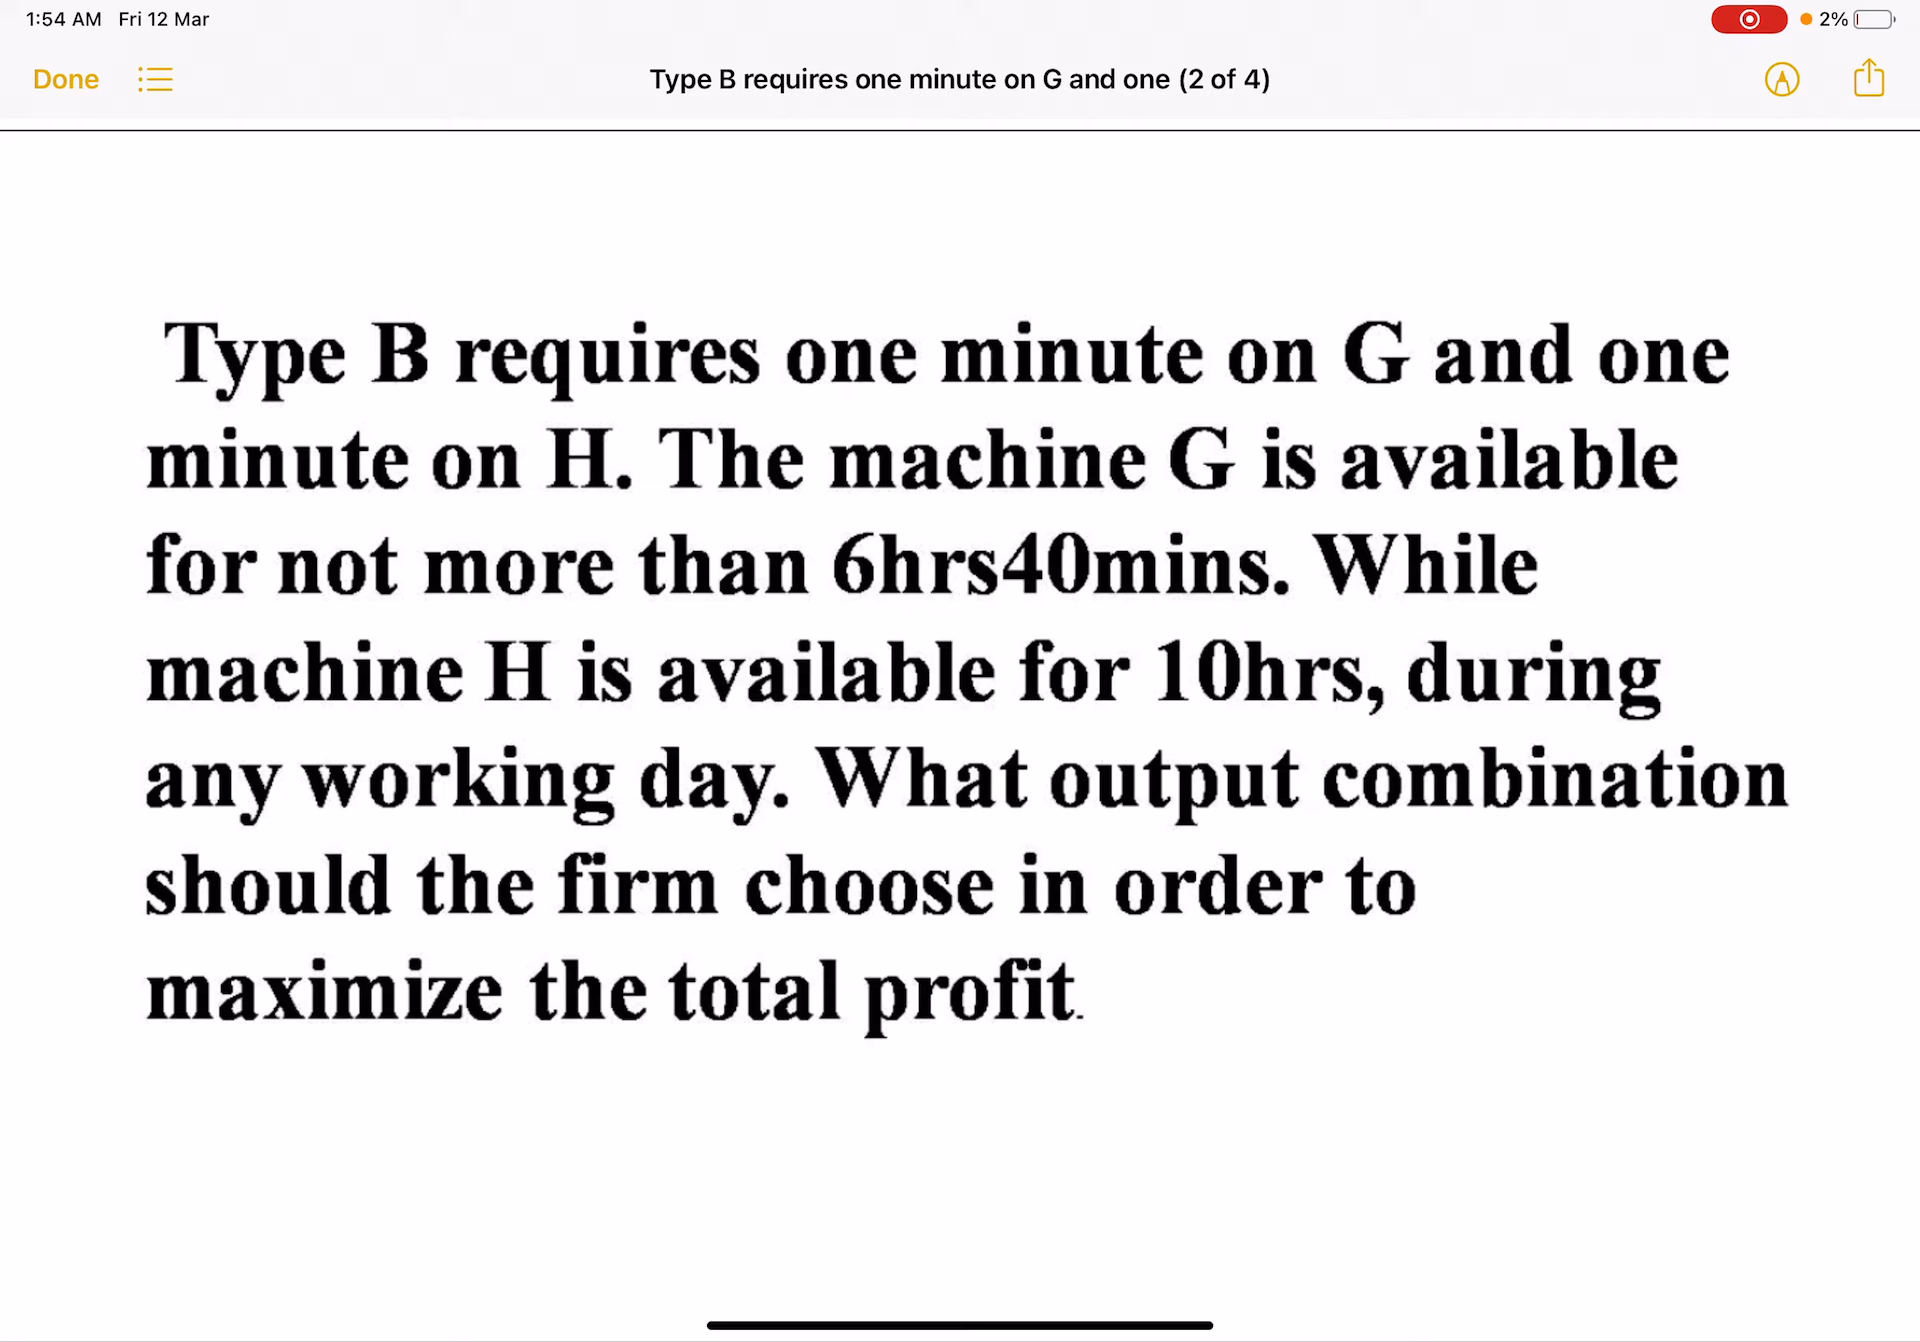 1:54 AM Fri 12 Mar
2%
Done
Type B requires one minute on G and one (2 of 4)
Type B requires one minute on G and one
minute on H. The machine G is available
for not more than 6hrs40mins. While
machine H is available for 10hrs, during
any working day. What output combination
should the firm choose in order to
maximize the total profit.